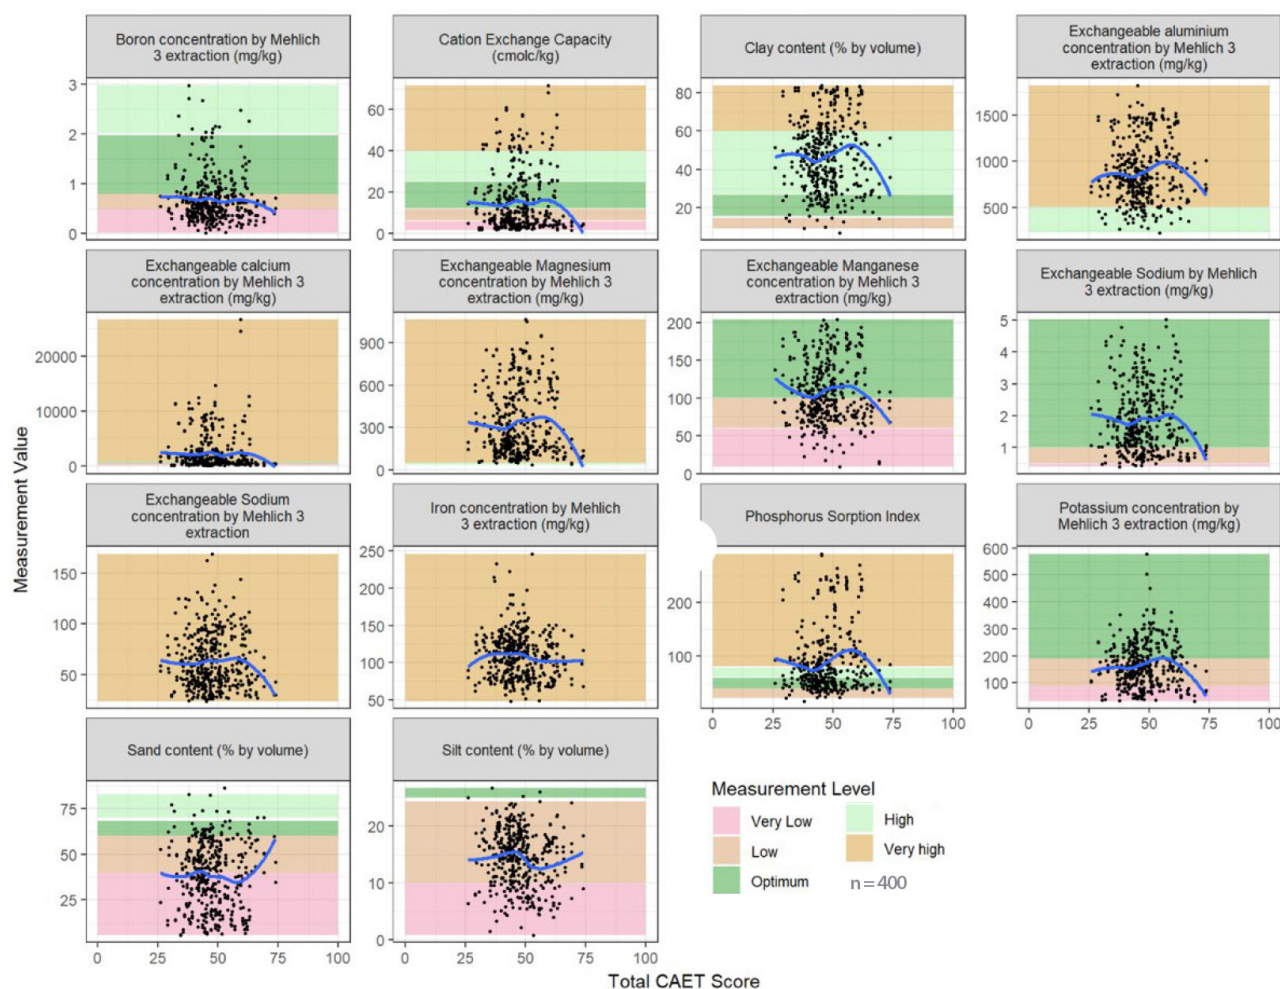 Boron concentration by Mehlich
3 extraction (mg/kg)
Cation Exchange Capacity
(cmolc/kg)
Clay content (% by volume)
Exchangeable aluminium
concentration by Mehlich 3
extraction (mg/kg)
3
2
1
0
60
40
20
0
80
60
40
20
1500
1000
500
Exchangeable calcium
concentration by Mehlich 3
extraction (mg/kg)
Exchangeable Magnesium
concentration by Mehlich 3
extraction (mg/kg)
Exchangeable Manganese
concentration by Mehlich 3
extraction (mg/kg)
Exchangeable Sodium by Mehlich
3 extraction (mg/kg)
20000
10000
0
900
600
300
0
200
150
100
50
0
5
4
3
2
1
Measurement Value
Exchangeable Sodium
concentration by Mehlich 3
extraction
Iron concentration by Mehlich
3 extraction (mg/kg)
Phosphorus Sorption Index
Potassium concentration by
Mehlich 3 extraction (mg/kg)
150
100
50
250
200
150
100
50
200
100
600
500
400
300
200
100
0 25 50 75 100
0 25 50 75 100
Sand content (% by volume)
Silt content (% by volume)
75
50
25
20
10
0
0 25 50 75 100
0 25 50 75 100
Total CAET Score
Measurement Level
Very Low
Low
Optimum
High
Very high
n=400